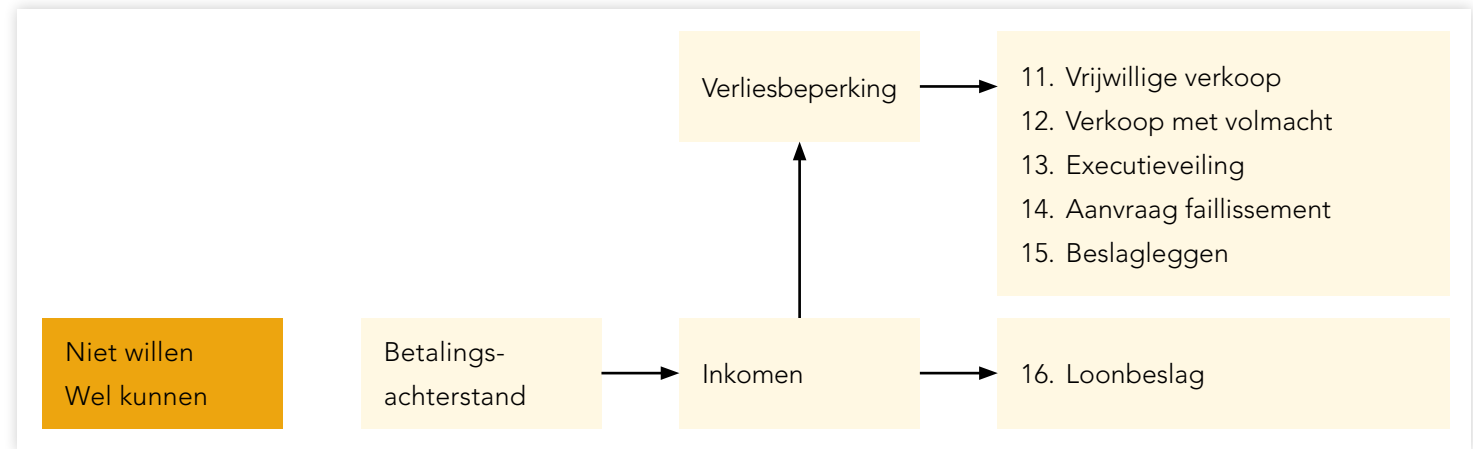 Verliesbeperking
11. Vrijwillige verkoop
12. Verkoop met volmacht
13. Executieveiling
14. Aanvraag faillissement
15. Beslagleggen
Niet willen
Wel kunnen
Betalings-
achterstand
Inkomen
16. Loonbeslag